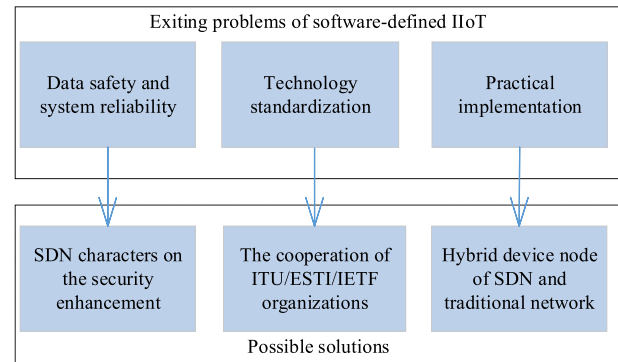 Exiting problems of software-defined IIoT
Data safety and
system reliability
Technology
standardization
Practical
implementation
SDN characters on
the security
enhancement
The cooperation of
ITU/ESTI/IETF
organizations
Hybrid device node
of SDN and
traditional network
Possible solutions